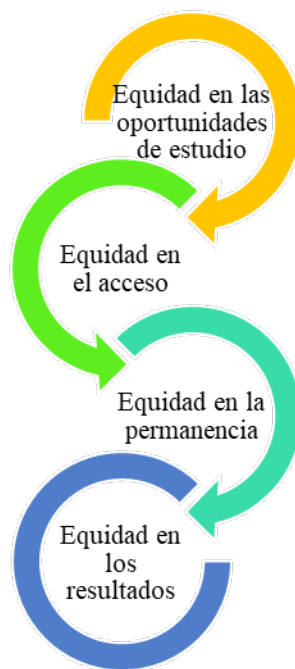 Equidad en las
oportunidades
de estudio
Equidad en
el acceso
Equidad en la
permanencia
Equidad en
los
resultados